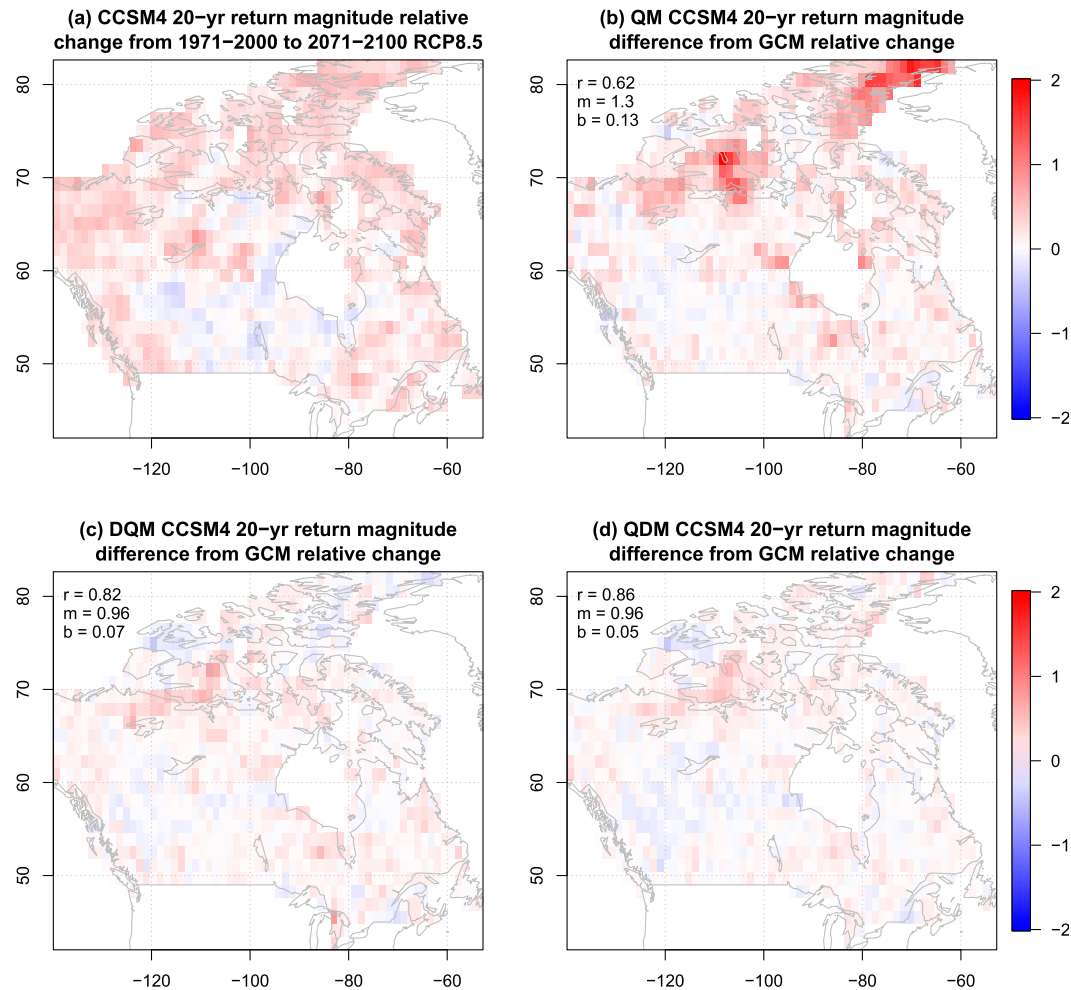 (a) CCSM4 20−yr return magnitude relative
change from 1971−2000 to 2071−2100 RCP8.5
80
70
60
50
−120
−100
−80
−60
(b) QM CCSM4 20−yr return magnitude
difference from GCM relative change
r = 0.62
m = 1.3
b = 0.13
−120
−100
−80
−60
2
1
0
−1
−2
(c) DQM CCSM4 20−yr return magnitude
difference from GCM relative change
r = 0.82
m = 0.96
b = 0.07
80
70
60
50
−120
−100
−80
−60
(d) QDM CCSM4 20−yr return magnitude
difference from GCM relative change
r = 0.86
m = 0.96
b = 0.05
80
70
60
50
−120
−100
−80
−60
2
1
0
−1
−2